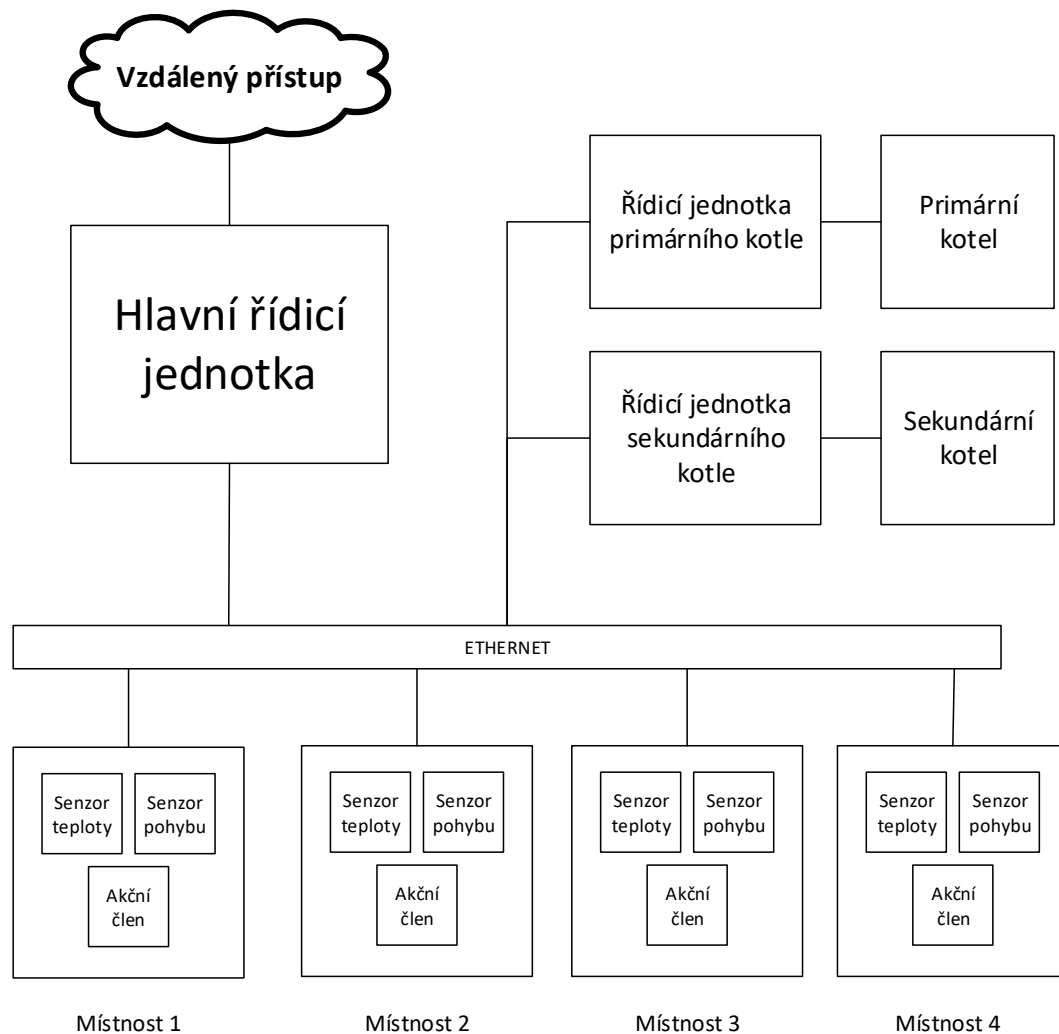 Vzdálený přístup
Hlavní řídicí
jednotka
Řídicí jednotka
primárního kotle
Primární
kotel
Řídicí jednotka
sekundárního
kotle
Sekundární
kotel
ETHERNET
Senzor
teploty
Senzor
pohybu
Akční
člen
Místnost 1
Senzor
teploty
Senzor
pohybu
Akční
člen
Místnost 2
Senzor
teploty
Senzor
pohybu
Akční
člen
Místnost 3
Senzor
teploty
Senzor
pohybu
Akční
člen
Místnost 4